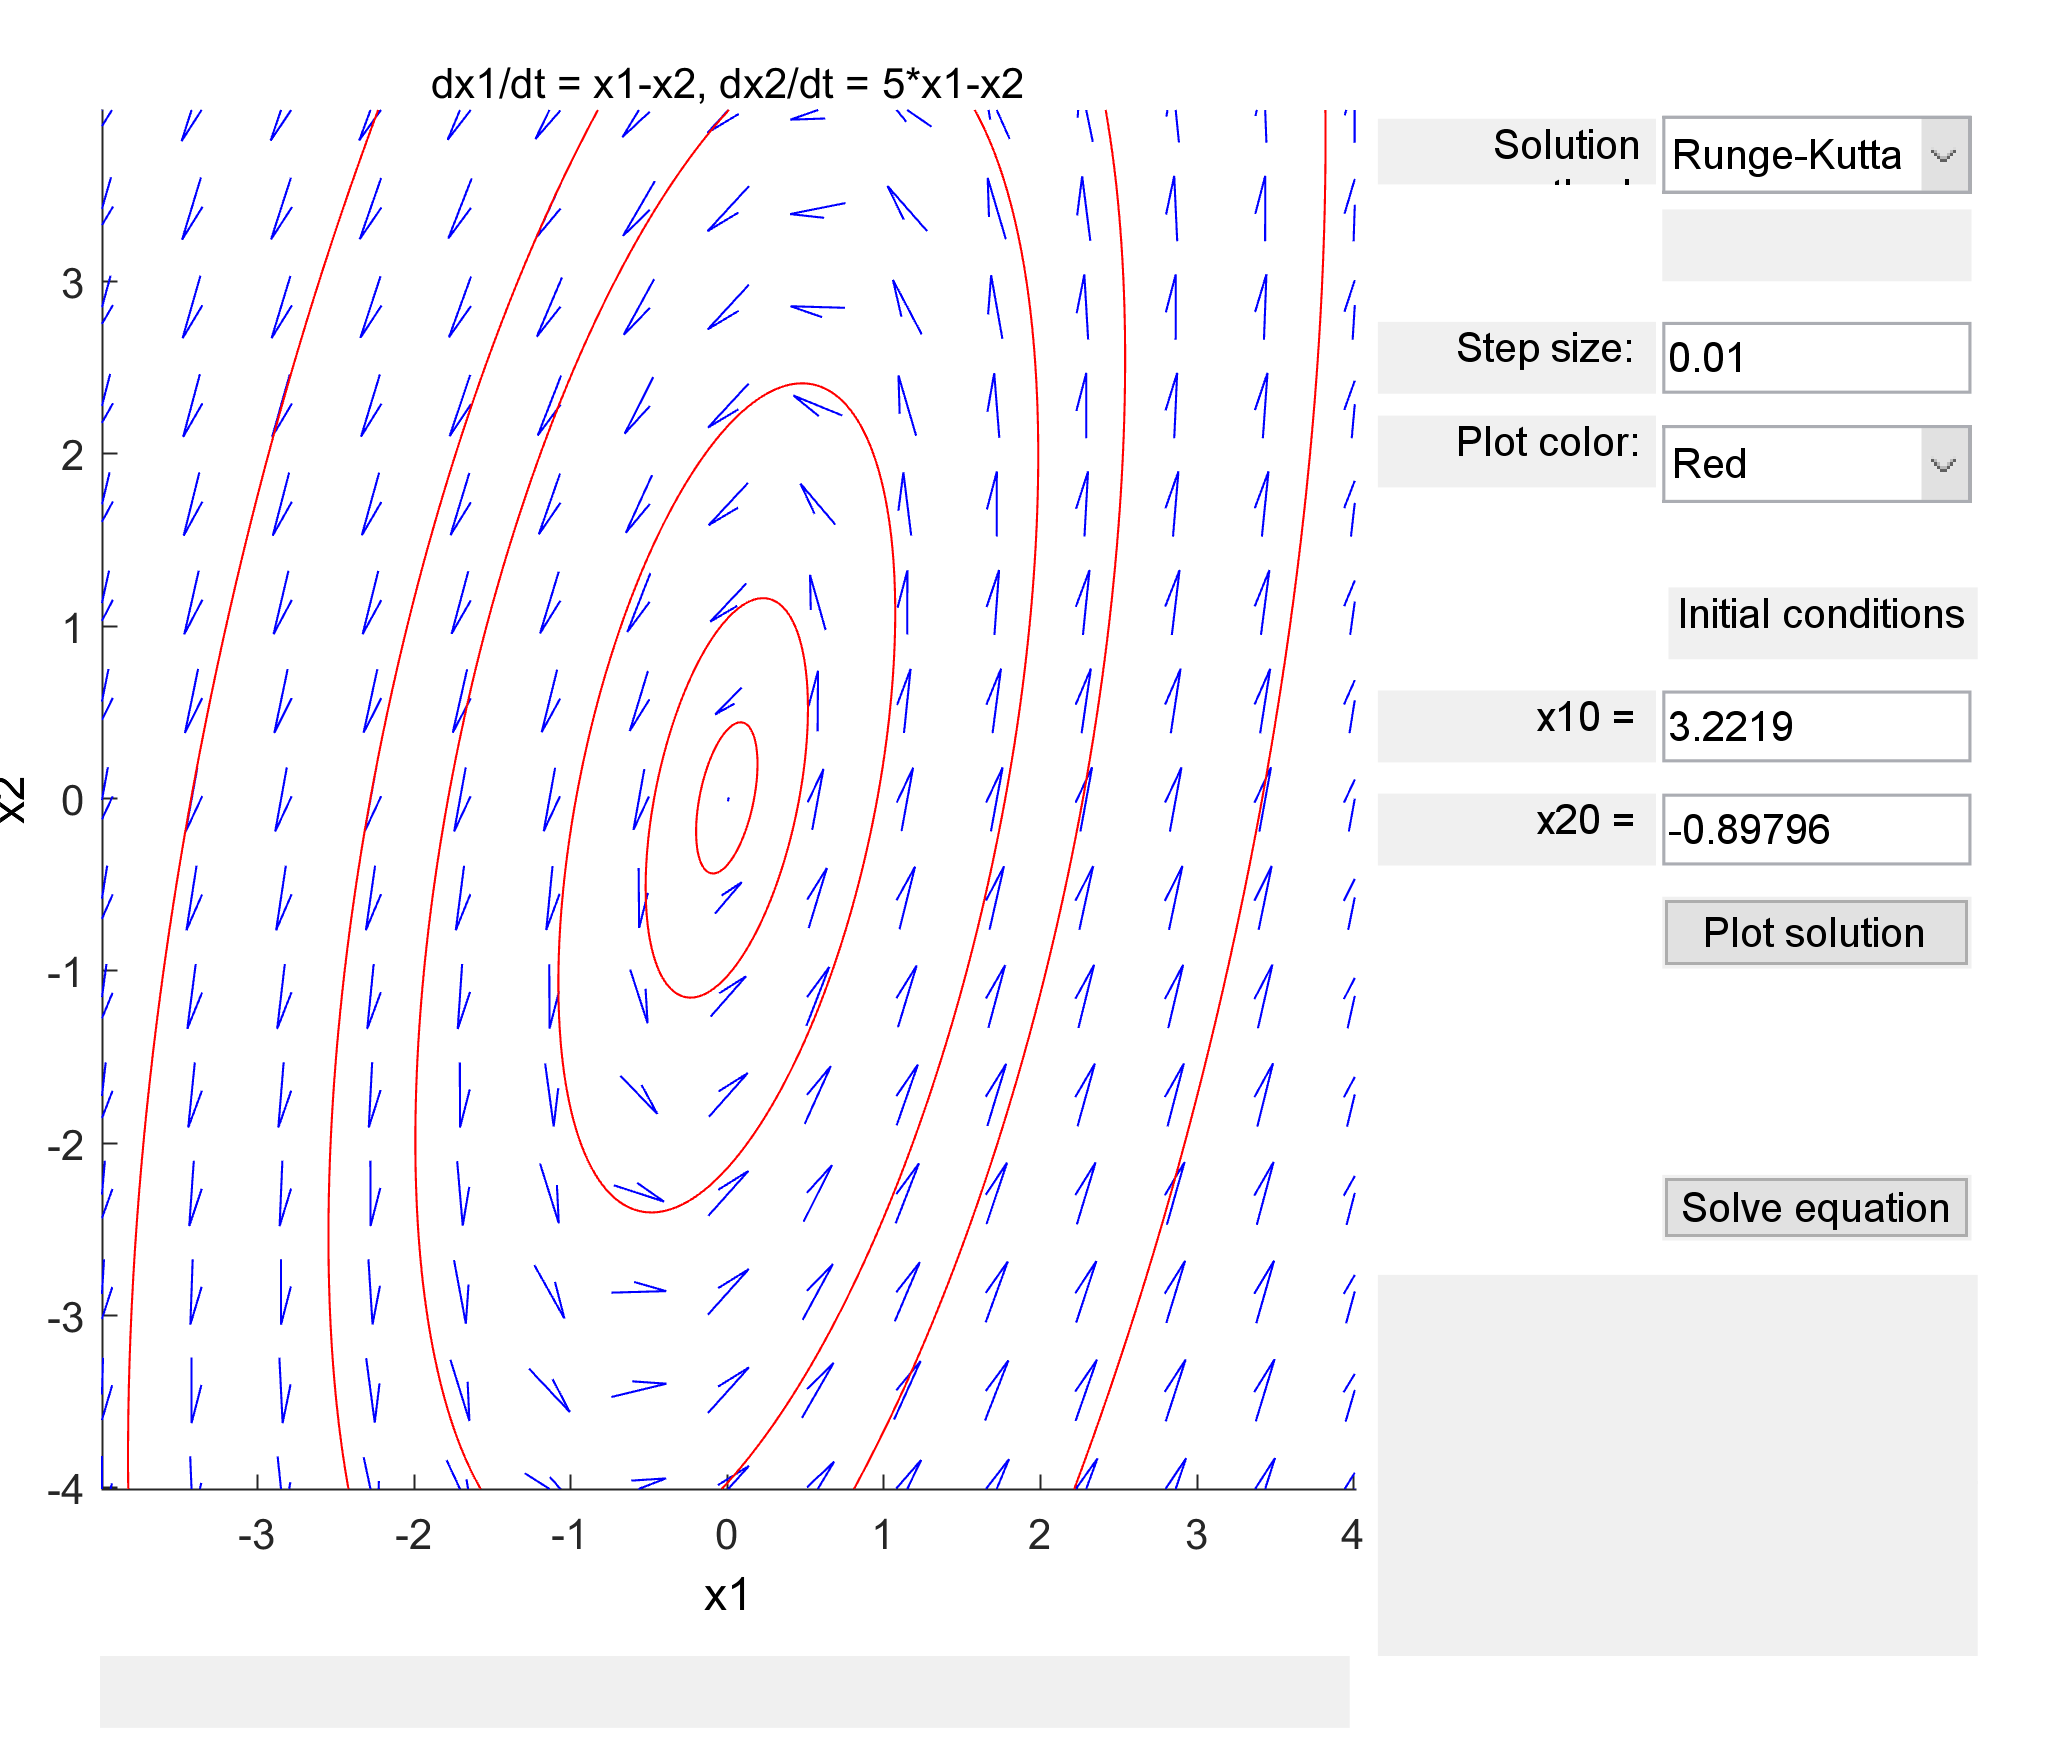 dx1/dt = x1-x2, dx2/dt = 5*x1-x2
3
2
1
0
-1
-2
-3
-4
x2
-3
-2
-1
0
1
2
3
4
x1
Solution
Runge-Kutta
Step size:
0.01
Plot color:
Red
Initial conditions
x10 =
3.2219
x20 =
-0.89796
Plot solution
Solve equation